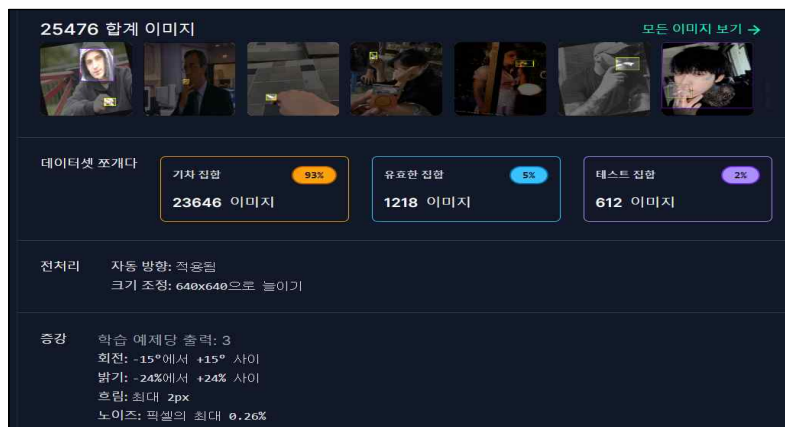 25476 합계 이미지
모든 이미지 보기 →
데이터셋 쪼개다
기차 집합 93%
23646 이미지
유효한 집합 5%
1218 이미지
테스트 집합 2%
612 이미지
전처리
자동 방향: 적용됨
크기 조정: 640x640으로 늘이기
증강
학습 예제당 출력: 3
회전: -15°에서 +15° 사이
밝기: -24%에서 +24% 사이
흐림: 최대 2px
노이즈: 픽셀의 최대 0.26%